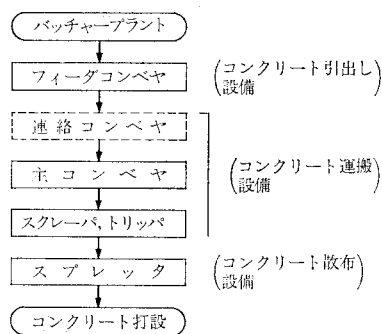 バッチャープラント
フィーダコンベヤ
(コンクリート引出し
設備)
連絡コンベヤ
主コンベヤ
(コンクリート運搬
設備)
スクレーパ,トリッパ
スプレッタ
(コンクリート散布
設備)
コンクリート打設